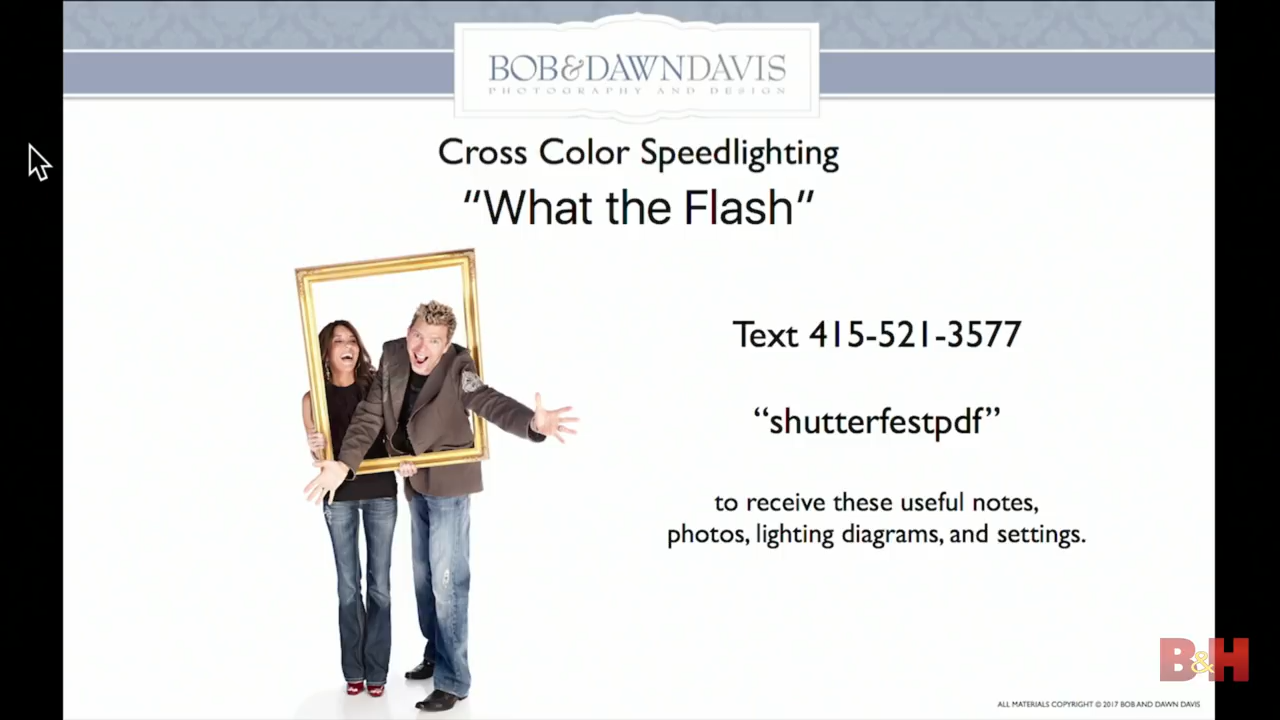 BOB&DAWNDAVIS
PHOTOGRAPHY AND DESIGN
Cross Color Speedlighting
“What the Flash”
Text 415-521-3577
“shutterfestpdf”
to receive these useful notes,
photos, lighting diagrams, and settings.
B&H
ALL MATERIALS COPYRIGHT © 2017 BOB AND DAWN DAVIS